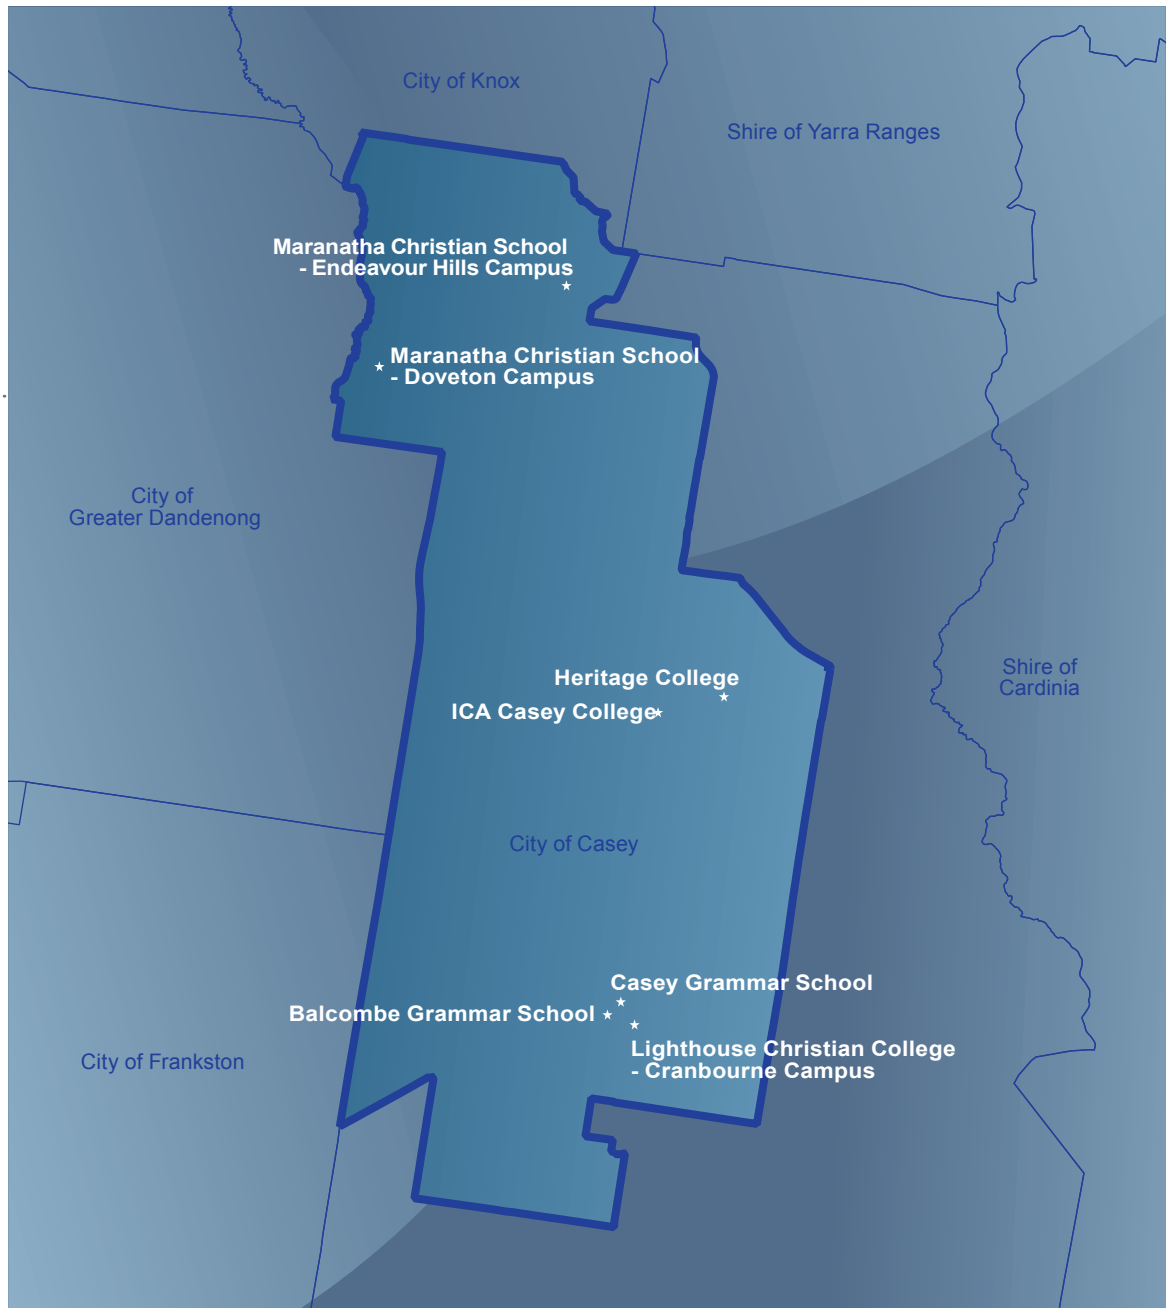 City of Knox
Shire of Yarra Ranges
Maranatha Christian School
- Endeavour Hills Campus
Maranatha Christian School
- Doveton Campus
City of
Greater Dandenong
Heritage College
ICA Casey College
Shire of
Cardinia
City of Casey
Casey Grammar School
Balcombe Grammar School
Lighthouse Christian College
- Cranbourne Campus
City of Frankston